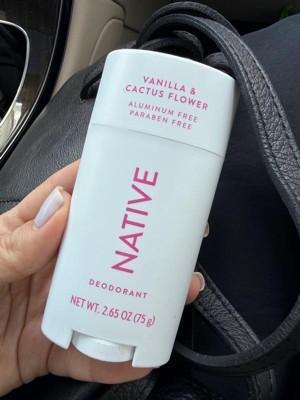 VANILLA &
CACTUS FLOWER
ALUMINUM FREE
PARABEN FREE
NATIVE
DEODORANT
NET WT. 2.65 OZ (75 g)